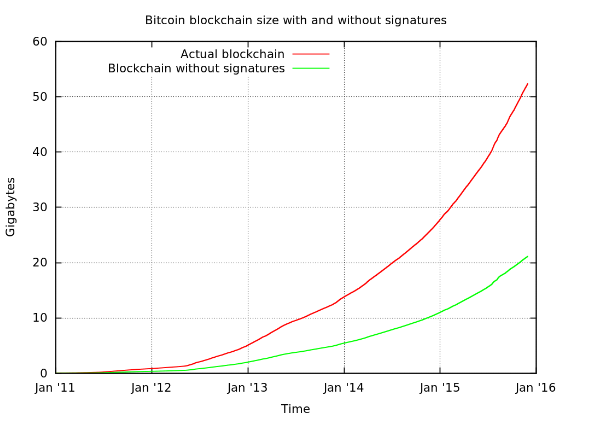 Bitcoin blockchain size with and without signatures
Actual blockchain
Blockchain without signatures
60
50
40
30
20
10
0
Gigabytes
Jan '11 Jan '12 Jan '13 Jan '14 Jan '15 Jan '16
Time